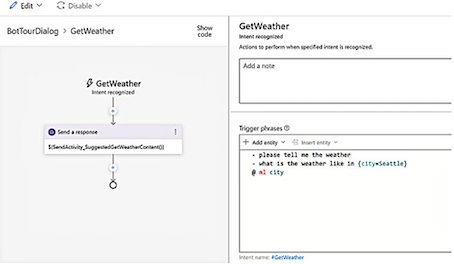 Edit
Disable
BotTourDialog > GetWeather
Show code
GetWeather
Intent recognized
Send a response
${SendActivity_SuggestedGetWeatherContent()}
GetWeather
Intent recognized
Actions to perform when specified intent is recognized.
Add a note
Trigger phrases
+ Add entity
Insert entity
- please tell me the weather
- what is the weather like in {city=Seattle}
@ ml city
Intent name: #GetWeather